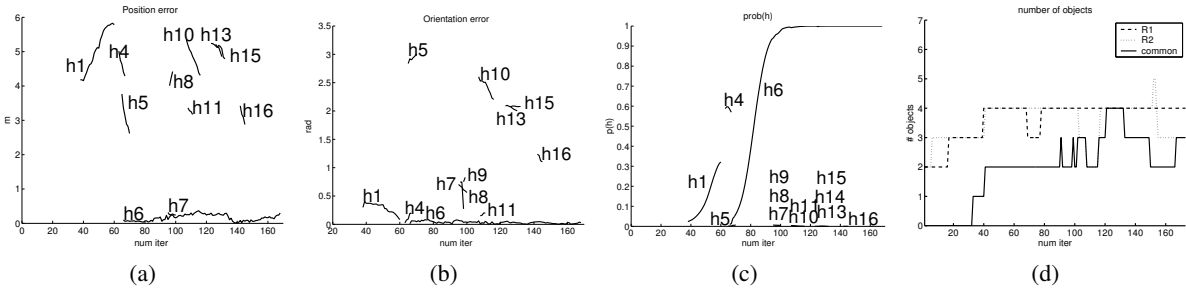 Position error
6
5
4
3
2
1
0
m
0 20 40 60 80 100 120 140 160
num iter
h1
h4
h5
h6
h7
h8
h10
h11
h13
h15
h16
(a)
Orientation error
3.5
3
2.5
2
1.5
1
0.5
0
rad
20 40 60 80 100 120 140 160
num iter
h1
h4
h5
h6
h7
h8
h9
h10
h11
h13
h15
h16
(b)
prob(h)
1
0.9
0.8
0.7
0.6
0.5
0.4
0.3
0.2
0.1
0
p(h)
0 20 40 60 80 100 120 140 160
num iter
h1
h4
h5
h6
h7
h8
h9
h10
h11
h13
h14
h15
h16
(c)
number of objects
R1
R2
common
7
6
5
4
3
2
1
0
# objects
20 40 60 80 100 120 140 160
num iter
(d)